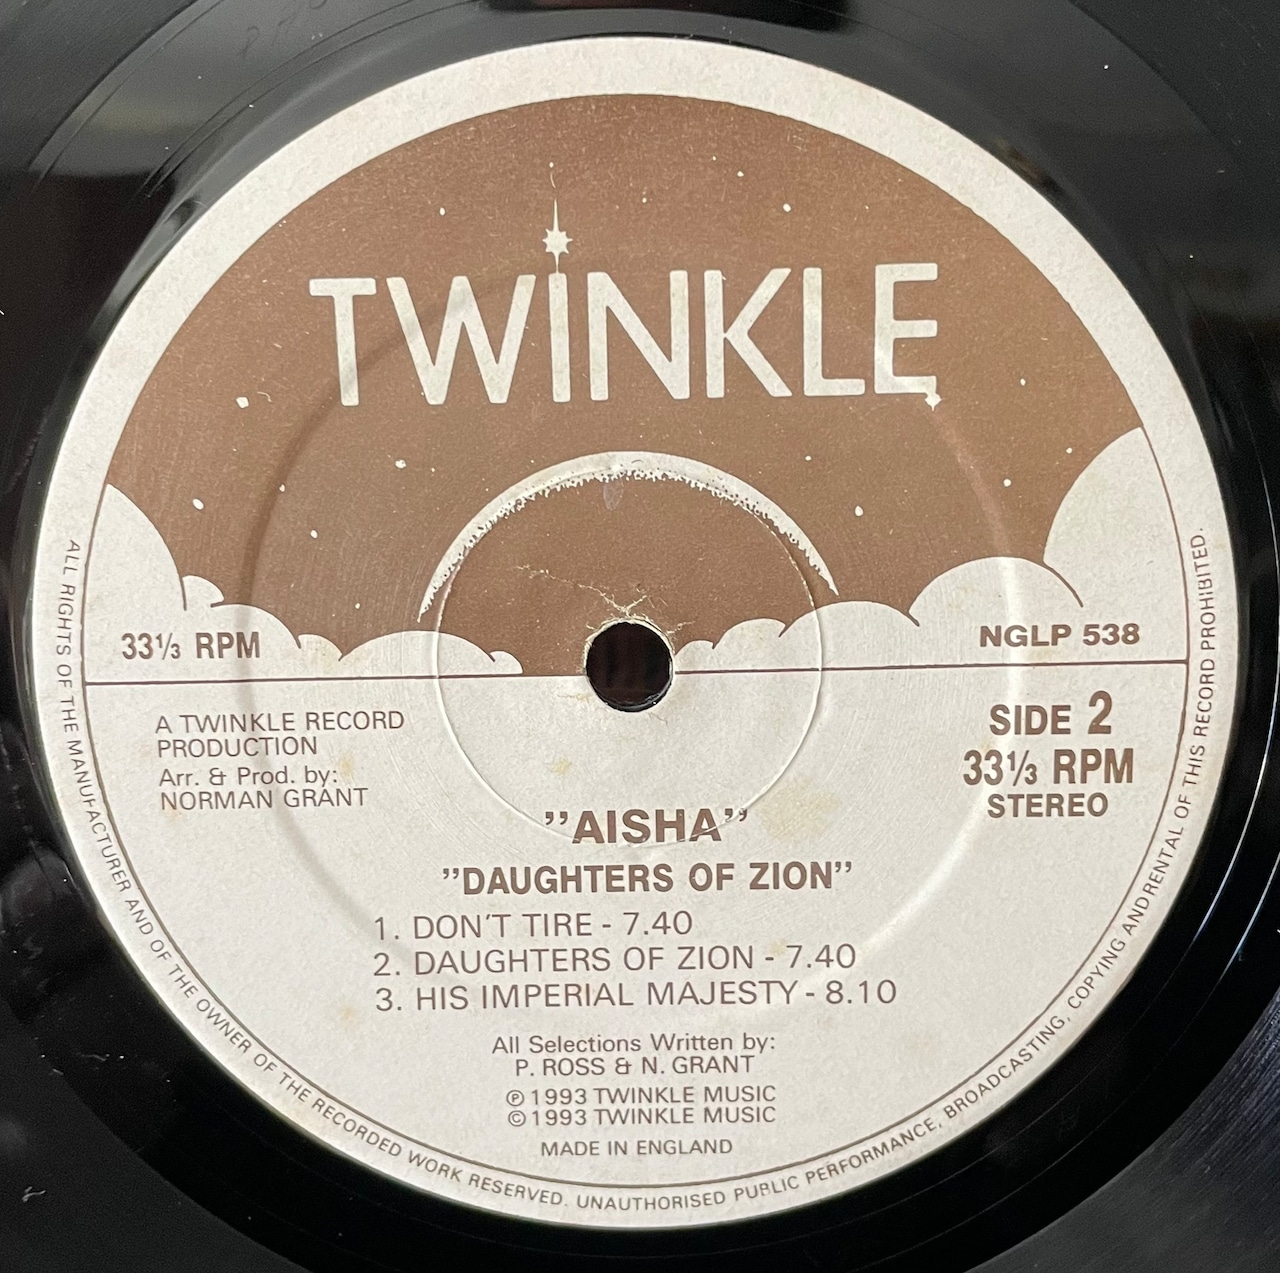 TWINKLE
33⅓ RPM
NGLP 538
A TWINKLE RECORD
PRODUCTION
Arr. & Prod. by:
NORMAN GRANT
SIDE 2
33⅓ RPM
STEREO
"AISHA"
"DAUGHTERS OF ZION"
1. DON'T TIRE - 7.40
2. DAUGHTERS OF ZION - 7.40
3. HIS IMPERIAL MAJESTY - 8.10
All Selections Written by:
P. ROSS & N. GRANT
℗ 1993 TWINKLE MUSIC
© 1993 TWINKLE MUSIC
MADE IN ENGLAND
ALL RIGHTS OF THE MANUFACTURER AND OF THE OWNER OF THE RECORDED WORK RESERVED. UNAUTHORISED PUBLIC PERFORMANCE, BROADCASTING, COPYING ANDRENTAL OF THIS RECORD PROHIBITED.